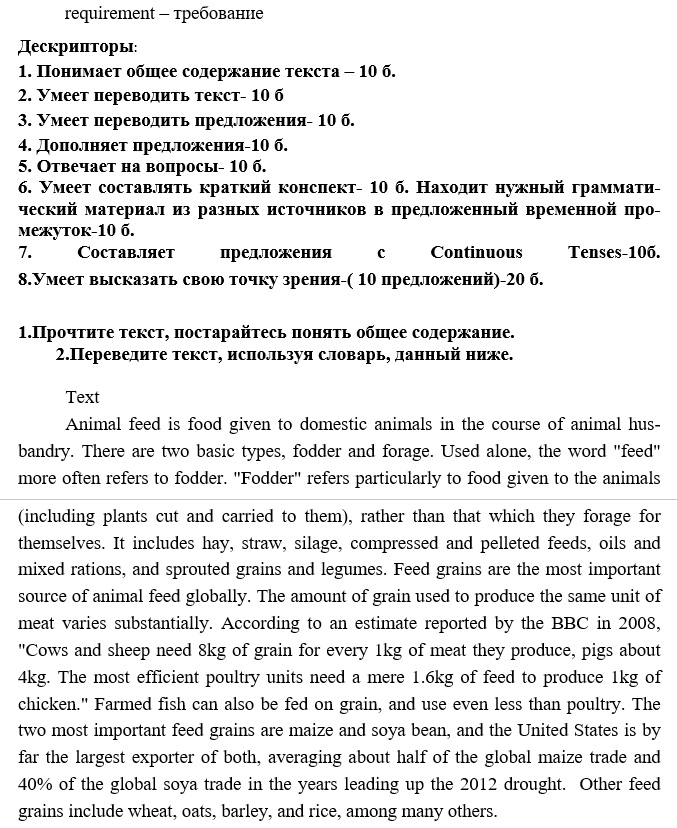 requirement – требование
Дескрипторы:
1. Понимает общее содержание текста – 10 б.
2. Умеет переводить текст- 10 б
3. Умеет переводить предложения- 10 б.
4. Дополняет предложения-10 б.
5. Отвечает на вопросы- 10 б.
6. Умеет составлять краткий конспект- 10 б. Находит нужный граммати-
ческий материал из разных источников в предложенный временной про-
межуток-10 б.
7. Составляет предложения с Continuous Tenses-10б.
8.Умеет высказать свою точку зрения-( 10 предложений)-20 б.
1.Прочтите текст, постарайтесь понять общее содержание.
2.Переведите текст, используя словарь, данный ниже.
Text
Animal feed is food given to domestic animals in the course of animal hus-
bandry. There are two basic types, fodder and forage. Used alone, the word "feed"
more often refers to fodder. "Fodder" refers particularly to food given to the animals
(including plants cut and carried to them), rather than that which they forage for
themselves. It includes hay, straw, silage, compressed and pelleted feeds, oils and
mixed rations, and sprouted grains and legumes. Feed grains are the most important
source of animal feed globally. The amount of grain used to produce the same unit of
meat varies substantially. According to an estimate reported by the BBC in 2008,
"Cows and sheep need 8kg of grain for every 1kg of meat they produce, pigs about
4kg. The most efficient poultry units need a mere 1.6kg of feed to produce 1kg of
chicken." Farmed fish can also be fed on grain, and use even less than poultry. The
two most important feed grains are maize and soya bean, and the United States is by
far the largest exporter of both, averaging about half of the global maize trade and
40% of the global soya trade in the years leading up the 2012 drought.  Other feed
grains include wheat, oats, barley, and rice, among many others.